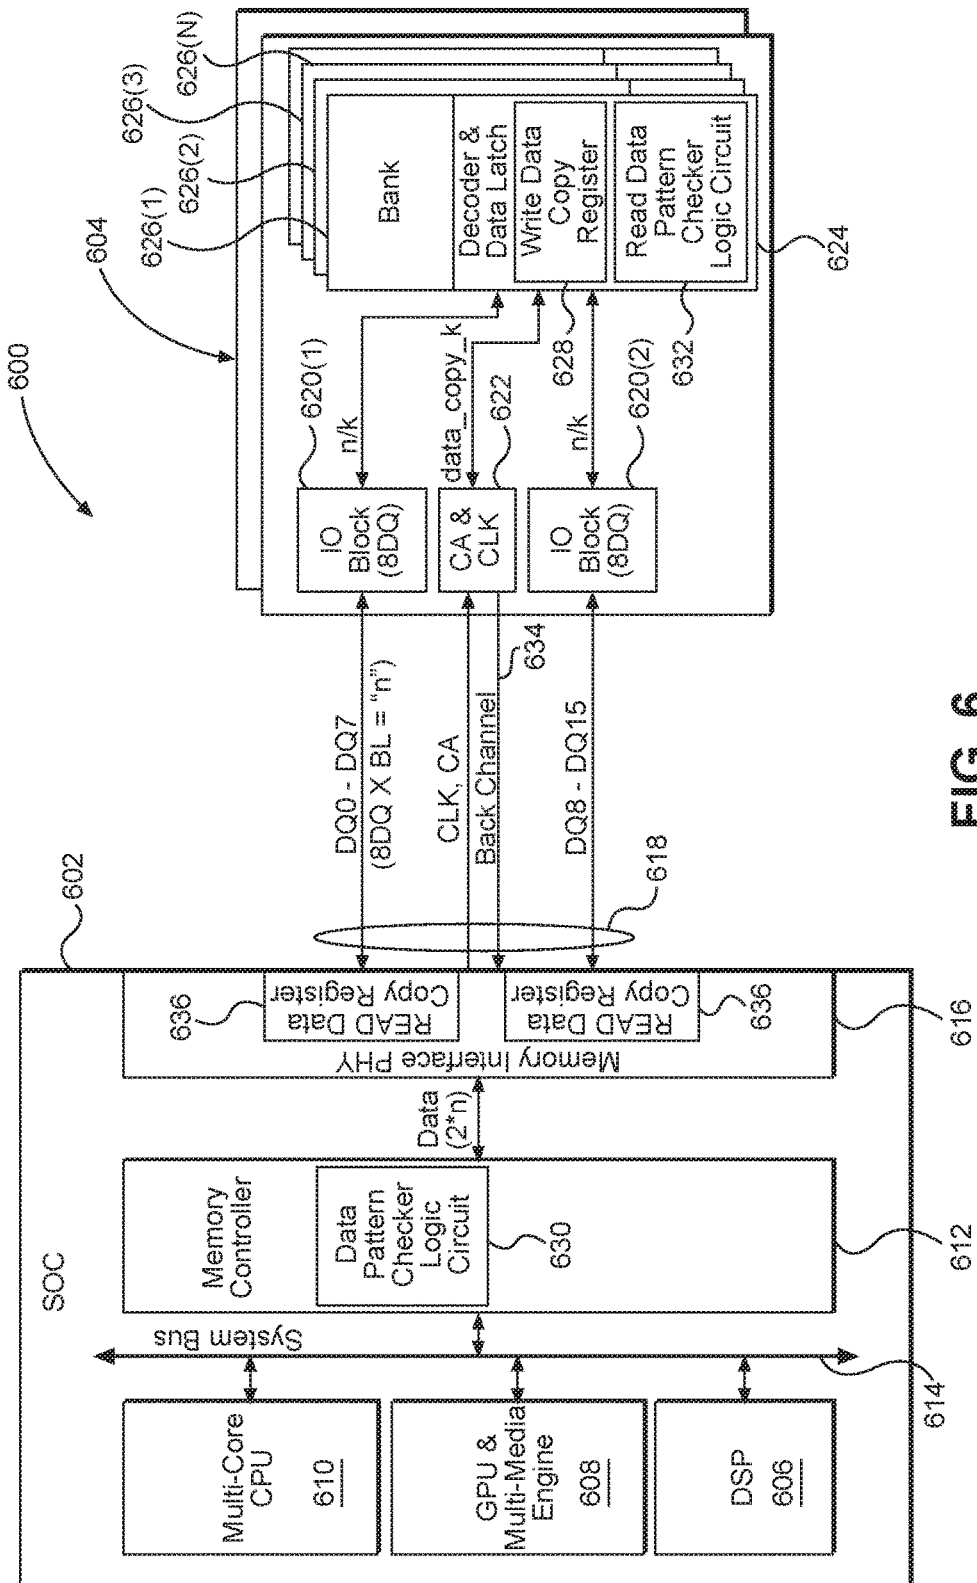 600
SOC
602
604
Multi-Core
CPU
610
GPU &
Multi-Media
Engine
608
DSP
606
System Bus
614
Memory
Controller
Data
Pattern
Checker
Logic
Circuit
630
612
Data
(2*n)
Memory Interface PHY
READ Data
Copy Register
636
READ Data
Copy Register
636
616
618
DQ0 - DQ7
(8DQ X BL = "n")
CLK, CA
Back Channel
634
DQ8 - DQ15
IO
Block
(8DQ)
620(1)
CA &
CLK
622
IO
Block
(8DQ)
620(2)
n/k
data_copy_k
n/k
626(1)
626(2)
626(3)
626(N)
Bank
Decoder &
Data Latch
Write Data
Copy
Register
628
Read Data
Pattern
Checker
Logic Circuit
632
624